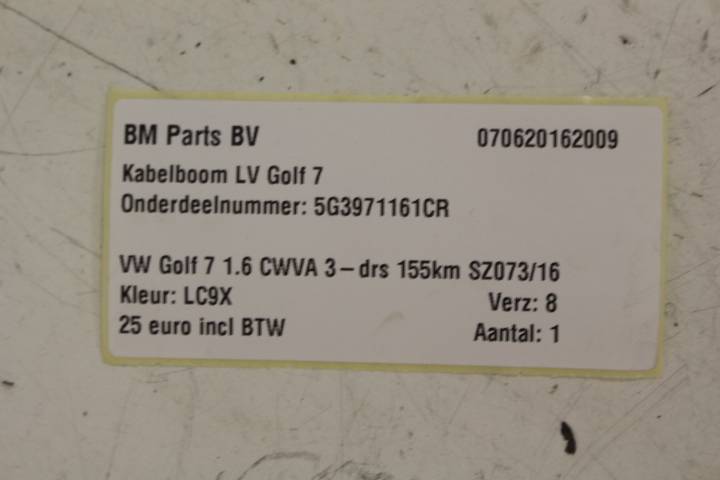 BM Parts BV 070620162009
Kabelboom LV Golf 7
Onderdeelnummer: 5G3971161CR
VW Golf 7 1.6 CWVA 3-drs 155km SZ073/16
Kleur: LC9X Verz: 8
25 euro incl BTW Aantal: 1